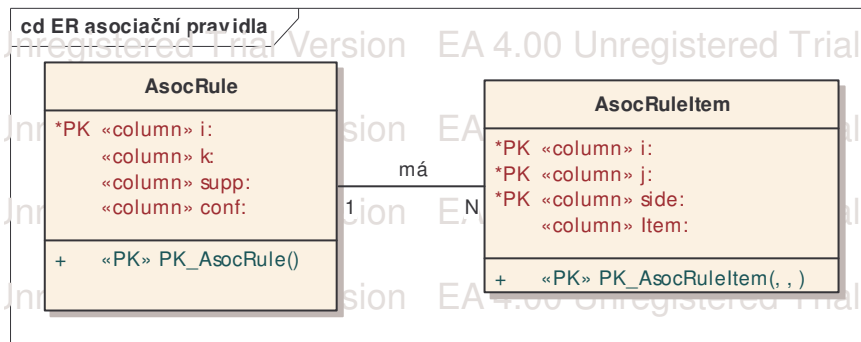 cd ER asociační pravidla
Unregistered Trial Version EA 4.00 Unregistered Trial
AsocRule
*PK «column» i:
«column» k:
«column» supp:
«column» conf:
+ «PK» PK_AsocRule()
má
1
N
AsocRuleItem
*PK «column» i:
*PK «column» j:
*PK «column» side:
«column» Item:
+ «PK» PK_AsocRuleItem(, , )